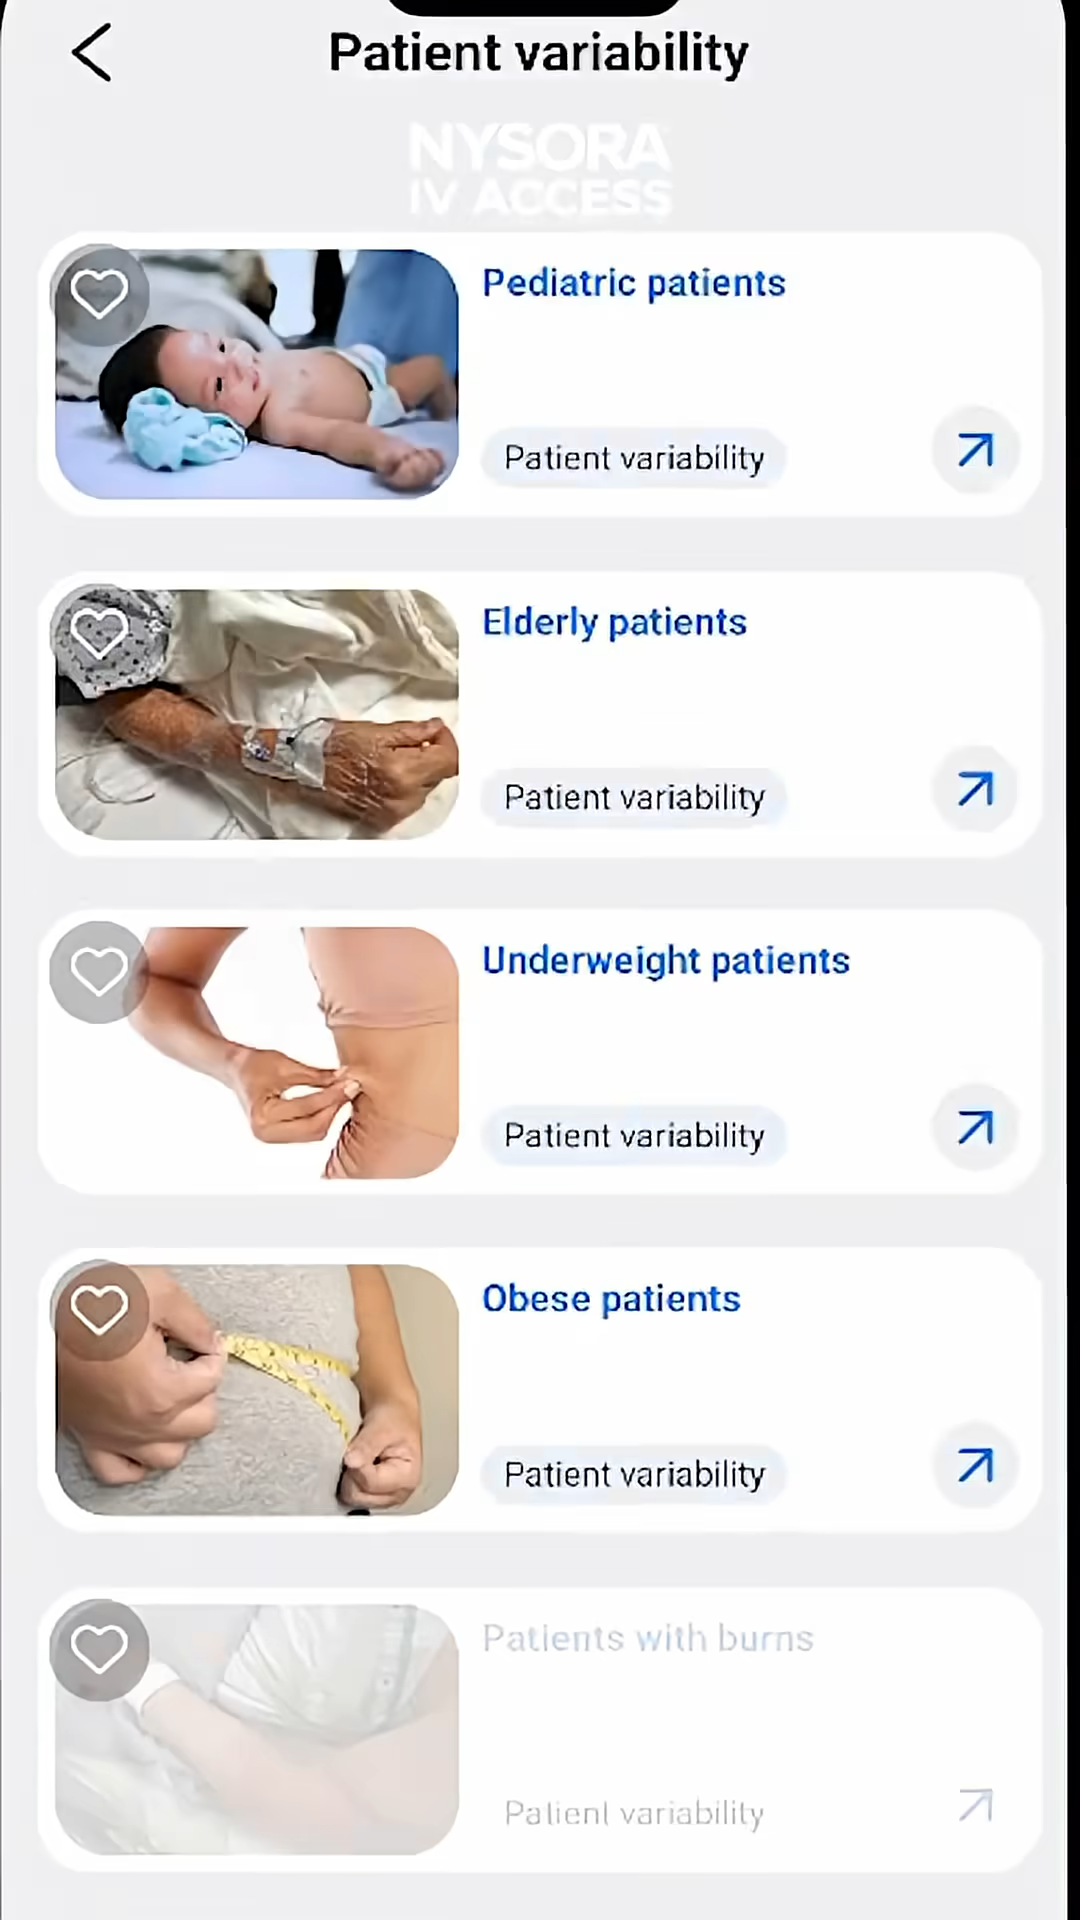 Patient variability
NYSORA
IV ACCESS
Pediatric patients
Patient variability
Elderly patients
Patient variability
Underweight patients
Patient variability
Obese patients
Patient variability
Patients with burns
Patient variability